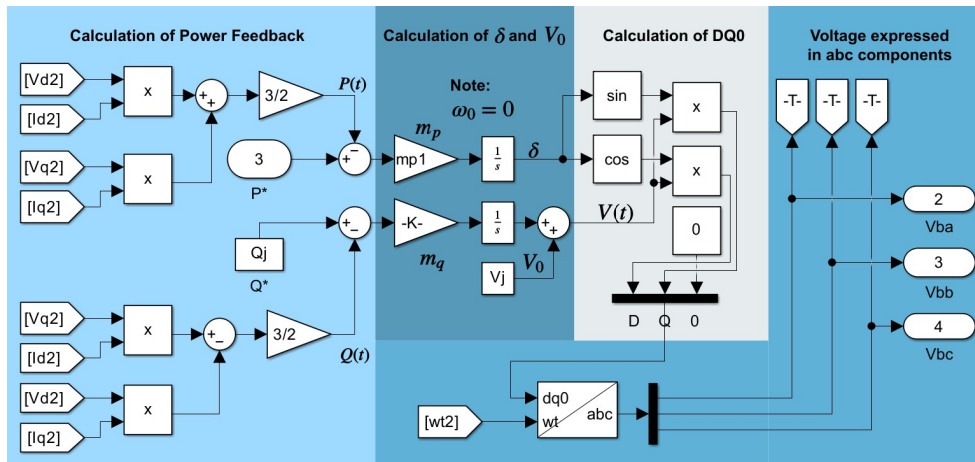 Calculation of Power Feedback
[Vd2]
[Id2]
x
+
+
3/2
P(t)
[Vq2]
[Iq2]
x
3
P*
+
−
Qj
Q*
+
−
[Vq2]
[Id2]
x
+
−
3/2
Q(t)
[Vd2]
[Iq2]
x
Calculation of δ and V₀
Note:
ω₀ = 0
mₚ
mp1
1
s
δ
-K-
m_q
1
s
+
+
V(t)
Vj
V₀
Calculation of DQ0
sin
x
cos
x
0
D Q 0
[wt2]
dq0
wt
abc
Voltage expressed
in abc components
-T- -T- -T-
2
Vba
3
Vbb
4
Vbc